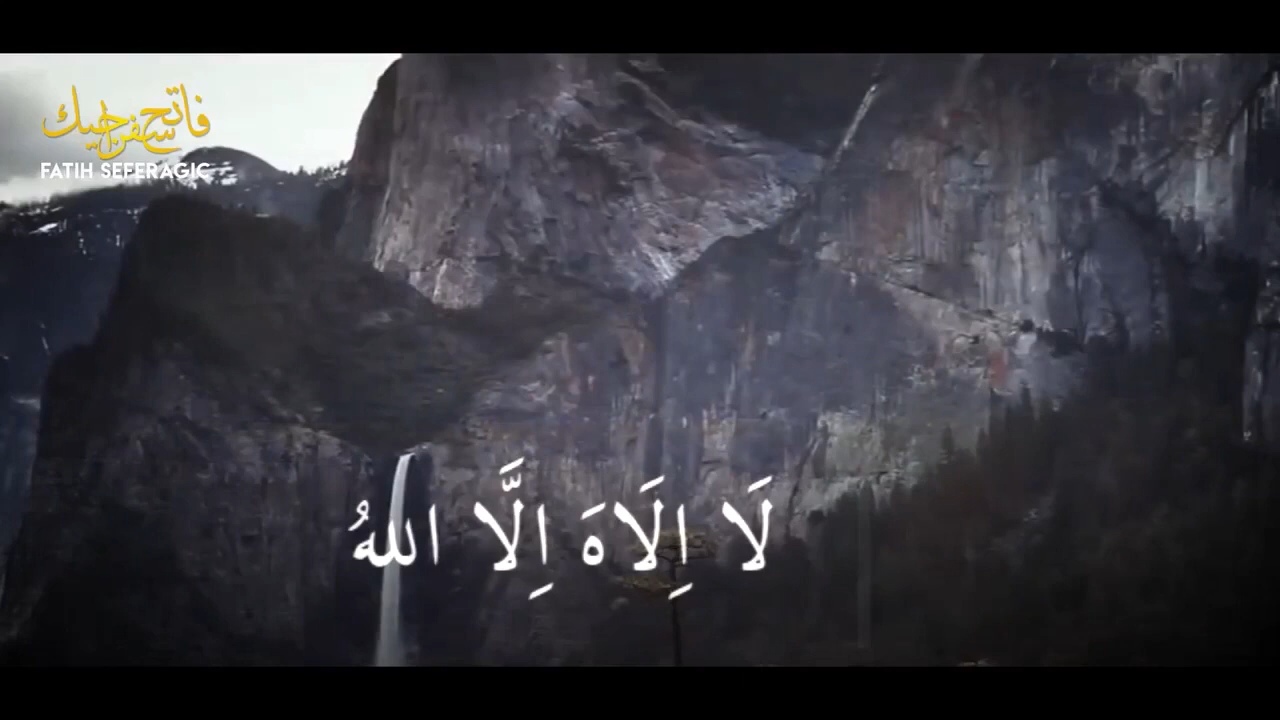 فاتح سفراجيك
FATIH SEFERAGIC
لَا اِلَاهَ اِلَّا اللهُ